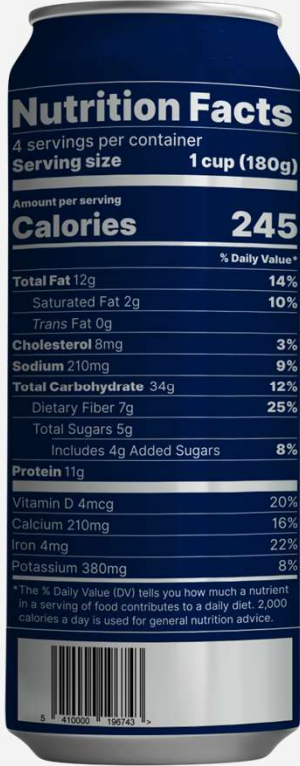 Nutrition Facts
4 servings per container
Serving size 1 cup (180g)
Amount per serving
Calories 245
% Daily Value*
Total Fat 12g 14%
Saturated Fat 2g 10%
Trans Fat 0g
Cholesterol 8mg 3%
Sodium 210mg 9%
Total Carbohydrate 34g 12%
Dietary Fiber 7g 25%
Total Sugars 5g
Includes 4g Added Sugars 8%
Protein 11g
Vitamin D 4mcg 20%
Calcium 210mg 16%
Iron 4mg 22%
Potassium 380mg 8%
*The % Daily Value (DV) tells you how much a nutrient
in a serving of food contributes to a daily diet. 2,000
calories a day is used for general nutrition advice.
5 410000 196743 >